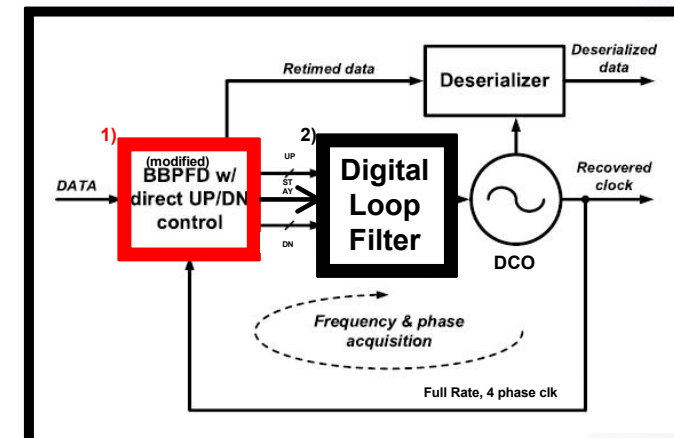 Deserialized
data
Retimed data
Deserializer
1)
2)
(modified)
BBPFD w/
direct UP/DN
control
UP
ST
AY
DN
Digital
Loop
Filter
DATA
Recovered
clock
DCO
Frequency & phase
acquisition
Full Rate, 4 phase clk